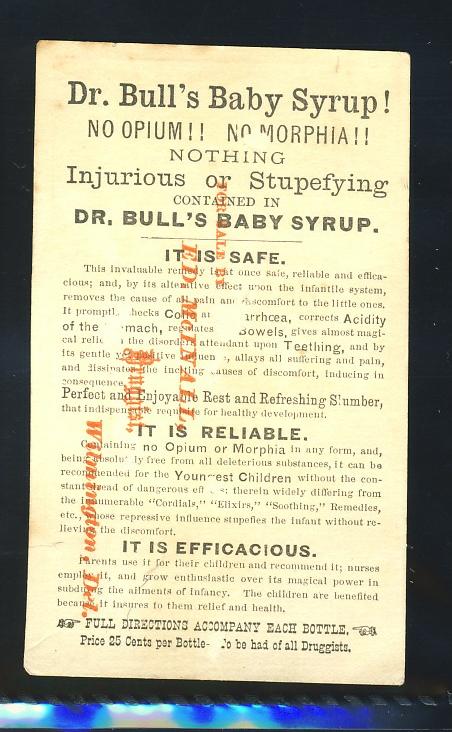 Dr. Bull's Baby Syrup!
NO OPIUM!! NO MORPHIA!!
NOTHING
Injurious or Stupefying
CONTAINED IN
DR. BULL'S BABY SYRUP.
IT IS SAFE.
This invaluable remedy is at once safe, reliable and effica-
cious; and, by its alterative effect upon the infantile system,
removes the cause of all pain and discomfort to the little ones.
It promptly checks Colic arrhœa, corrects Acidity
of the mach, regulates Bowels, gives almost magi-
cal relief in the disorders attendant upon Teething, and by
its gentle yet positive influence, allays all suffering and pain,
and dissipates the inciting causes of discomfort, inducing in
consequence
Perfect and Enjoyable Rest and Refreshing Slumber,
that indispensable requisite for healthy development.
IT IS RELIABLE.
Containing no Opium or Morphia in any form, and,
being absolutely free from all deleterious substances, it can be
recommended for the Youngest Children without the con-
stant dread of dangerous eff s; therein widely differing from
the innumerable "Cordials," "Elixirs," "Soothing," Remedies,
etc., whose repressive influence stupefies the infant without re-
lieving the discomfort.
IT IS EFFICACIOUS.
Parents use it for their children and recommend it; nurses
employ it, and grow enthusiastic over its magical power in
subduing the ailments of infancy. The children are benefited
because it insures to them relief and health.
FULL DIRECTIONS ACCOMPANY EACH BOTTLE.
Price 25 Cents per Bottle- To be had of all Druggists.
FOR SALE BY
Druggist,
Wilmington, Del.